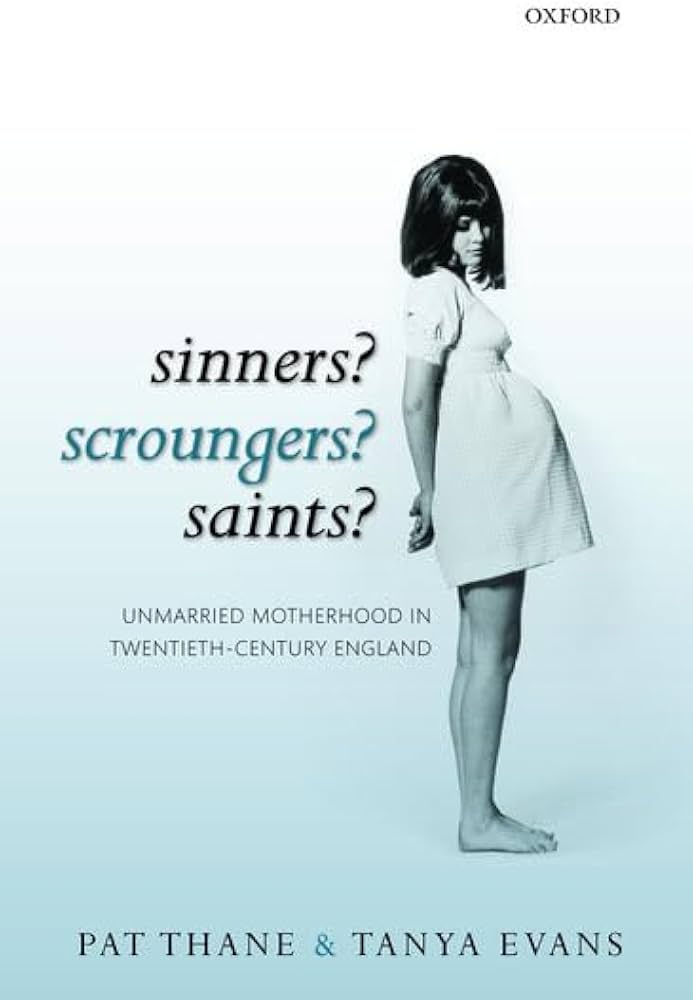 OXFORD
sinners?
scroungers?
saints?
UNMARRIED MOTHERHOOD IN
TWENTIETH-CENTURY ENGLAND
PAT THANE & TANYA EVANS